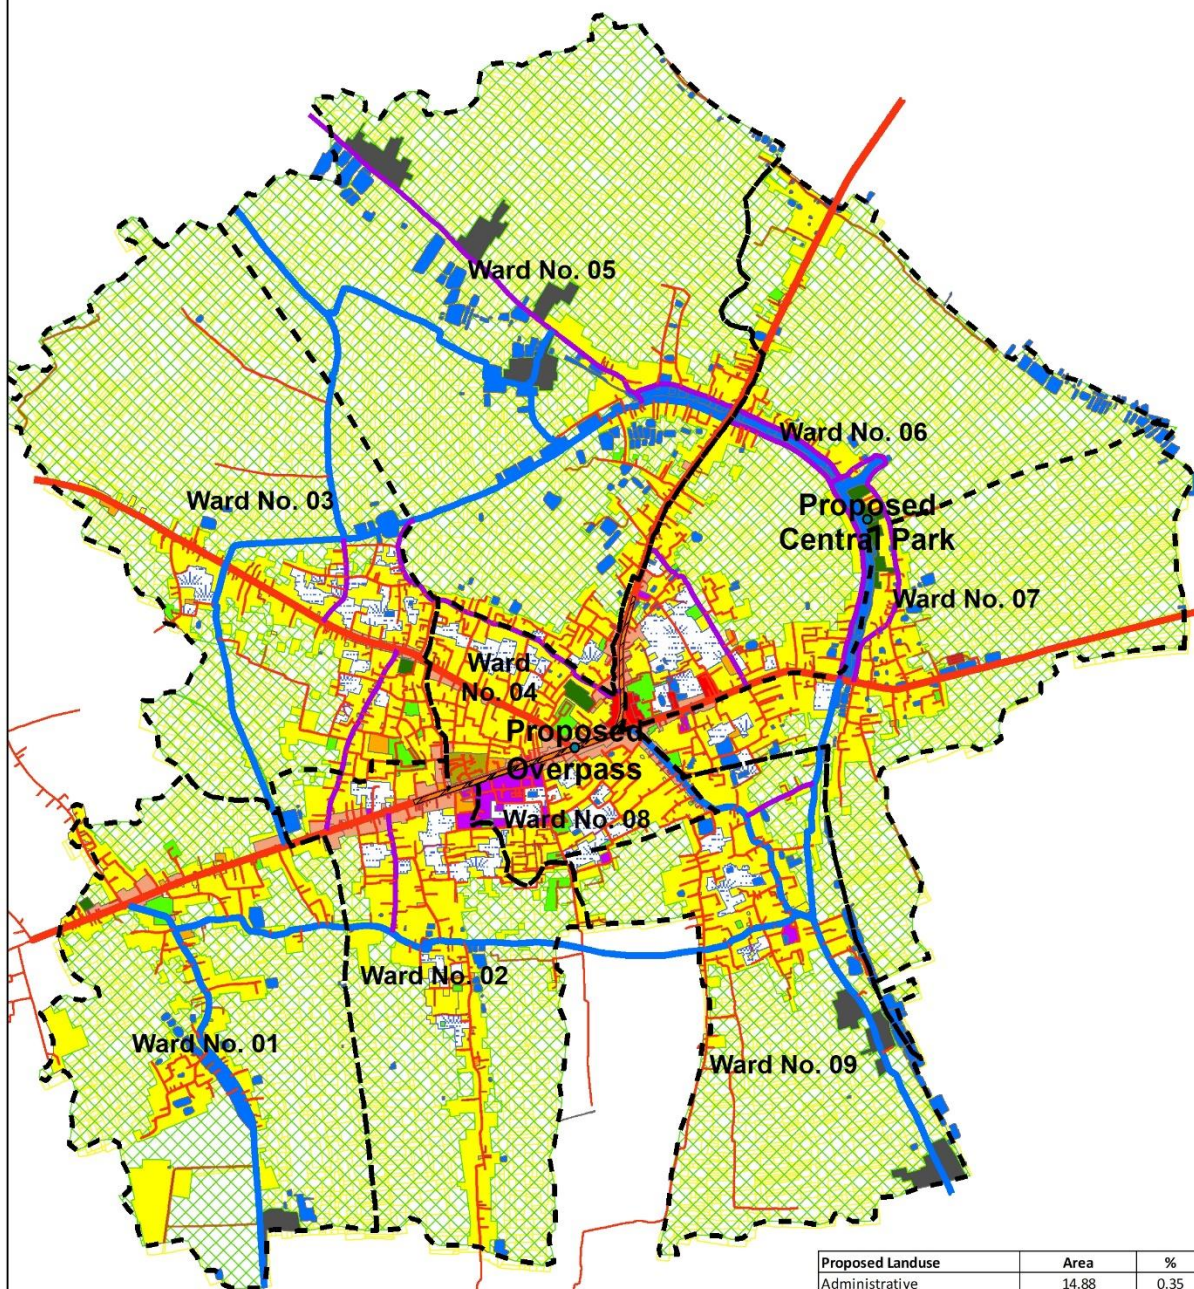 Ward No. 05
Ward No. 06
Ward No. 03
Proposed
Central Park
Ward No. 07
Ward
No. 04
Proposed
Overpass
Ward No. 08
Ward No. 02
Ward No. 01
Ward No. 09
Proposed Landuse Area %
Administrative 14.88 0.35